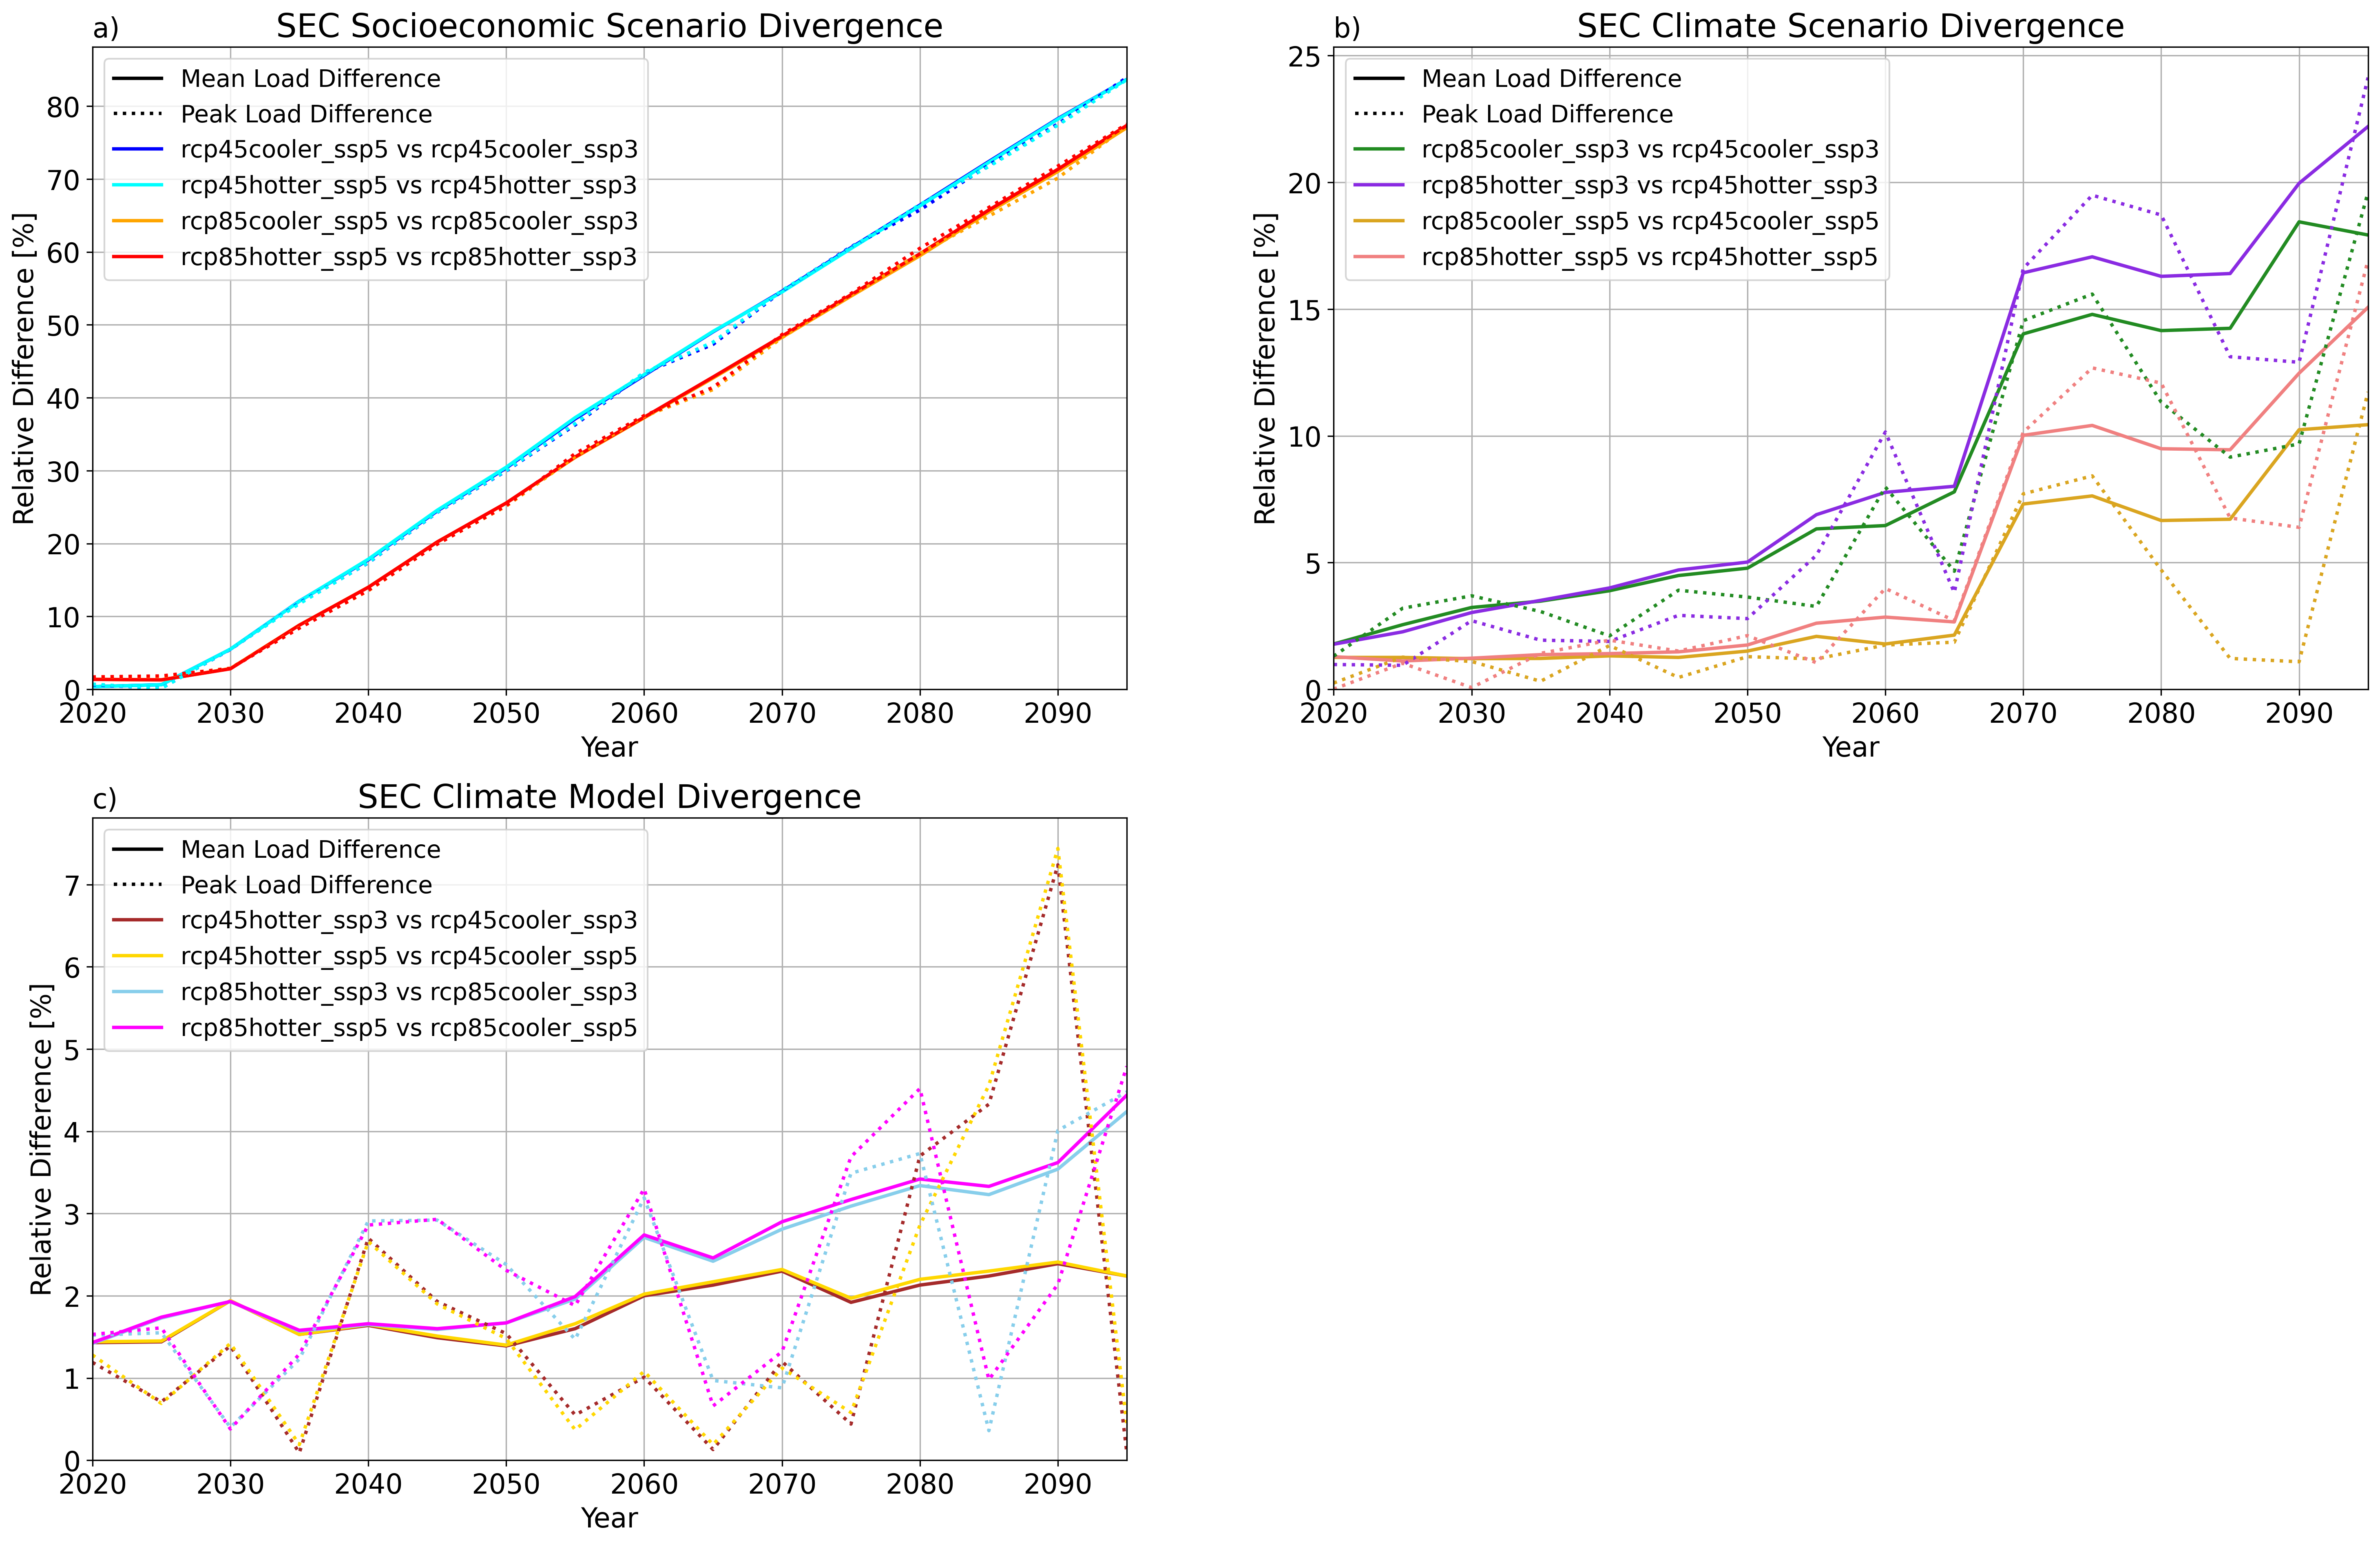 a)
SEC Socioeconomic Scenario Divergence
Mean Load Difference
Peak Load Difference
rcp45cooler_ssp5 vs rcp45cooler_ssp3
rcp45hotter_ssp5 vs rcp45hotter_ssp3
rcp85cooler_ssp5 vs rcp85cooler_ssp3
rcp85hotter_ssp5 vs rcp85hotter_ssp3
Relative Difference [%]
80
70
60
50
40
30
20
10
0
2020 2030 2040 2050 2060 2070 2080 2090
Year
b)
SEC Climate Scenario Divergence
Mean Load Difference
Peak Load Difference
rcp85cooler_ssp3 vs rcp45cooler_ssp3
rcp85hotter_ssp3 vs rcp45hotter_ssp3
rcp85cooler_ssp5 vs rcp45cooler_ssp5
rcp85hotter_ssp5 vs rcp45hotter_ssp5
Relative Difference [%]
25
20
15
10
5
0
2020 2030 2040 2050 2060 2070 2080 2090
Year
c)
SEC Climate Model Divergence
Mean Load Difference
Peak Load Difference
rcp45hotter_ssp3 vs rcp45cooler_ssp3
rcp45hotter_ssp5 vs rcp45cooler_ssp5
rcp85hotter_ssp3 vs rcp85cooler_ssp3
rcp85hotter_ssp5 vs rcp85cooler_ssp5
Relative Difference [%]
7
6
5
4
3
2
1
0
2020 2030 2040 2050 2060 2070 2080 2090
Year